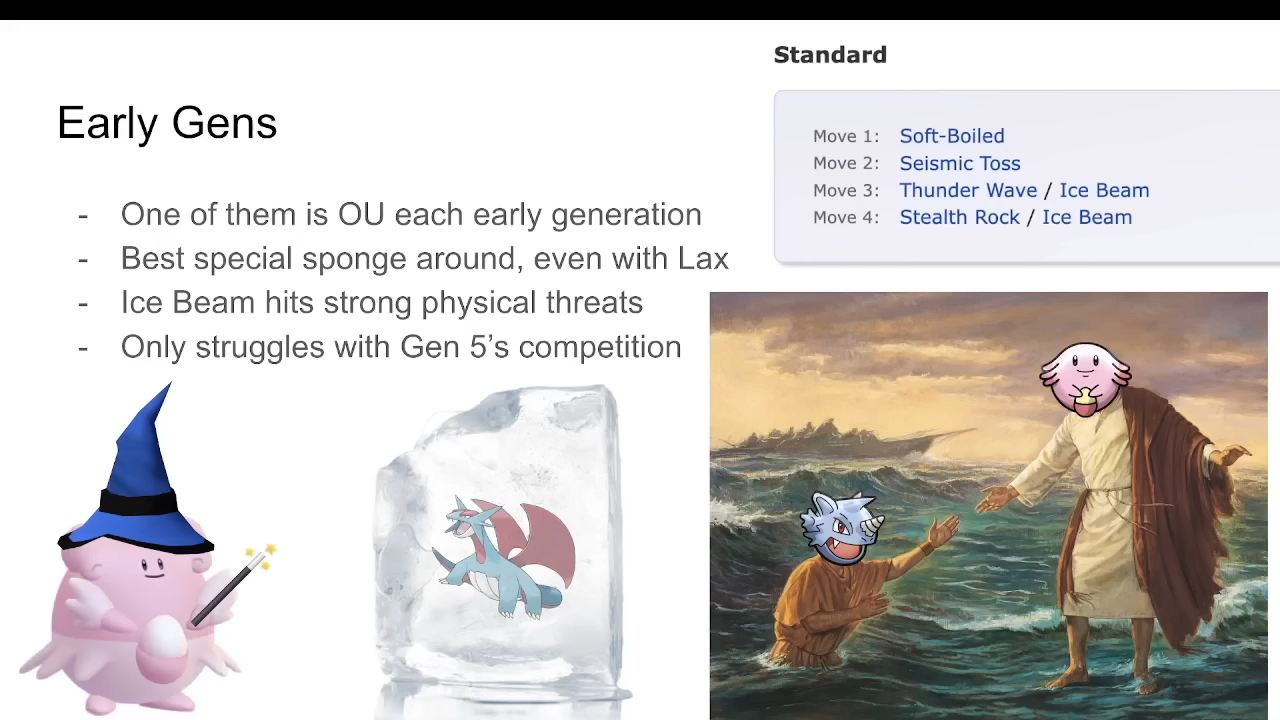 Standard
Early Gens
Move 1: Soft-Boiled
Move 2: Seismic Toss
Move 3: Thunder Wave / Ice Beam
Move 4: Stealth Rock / Ice Beam
- One of them is OU each early generation
- Best special sponge around, even with Lax
- Ice Beam hits strong physical threats
- Only struggles with Gen 5's competition